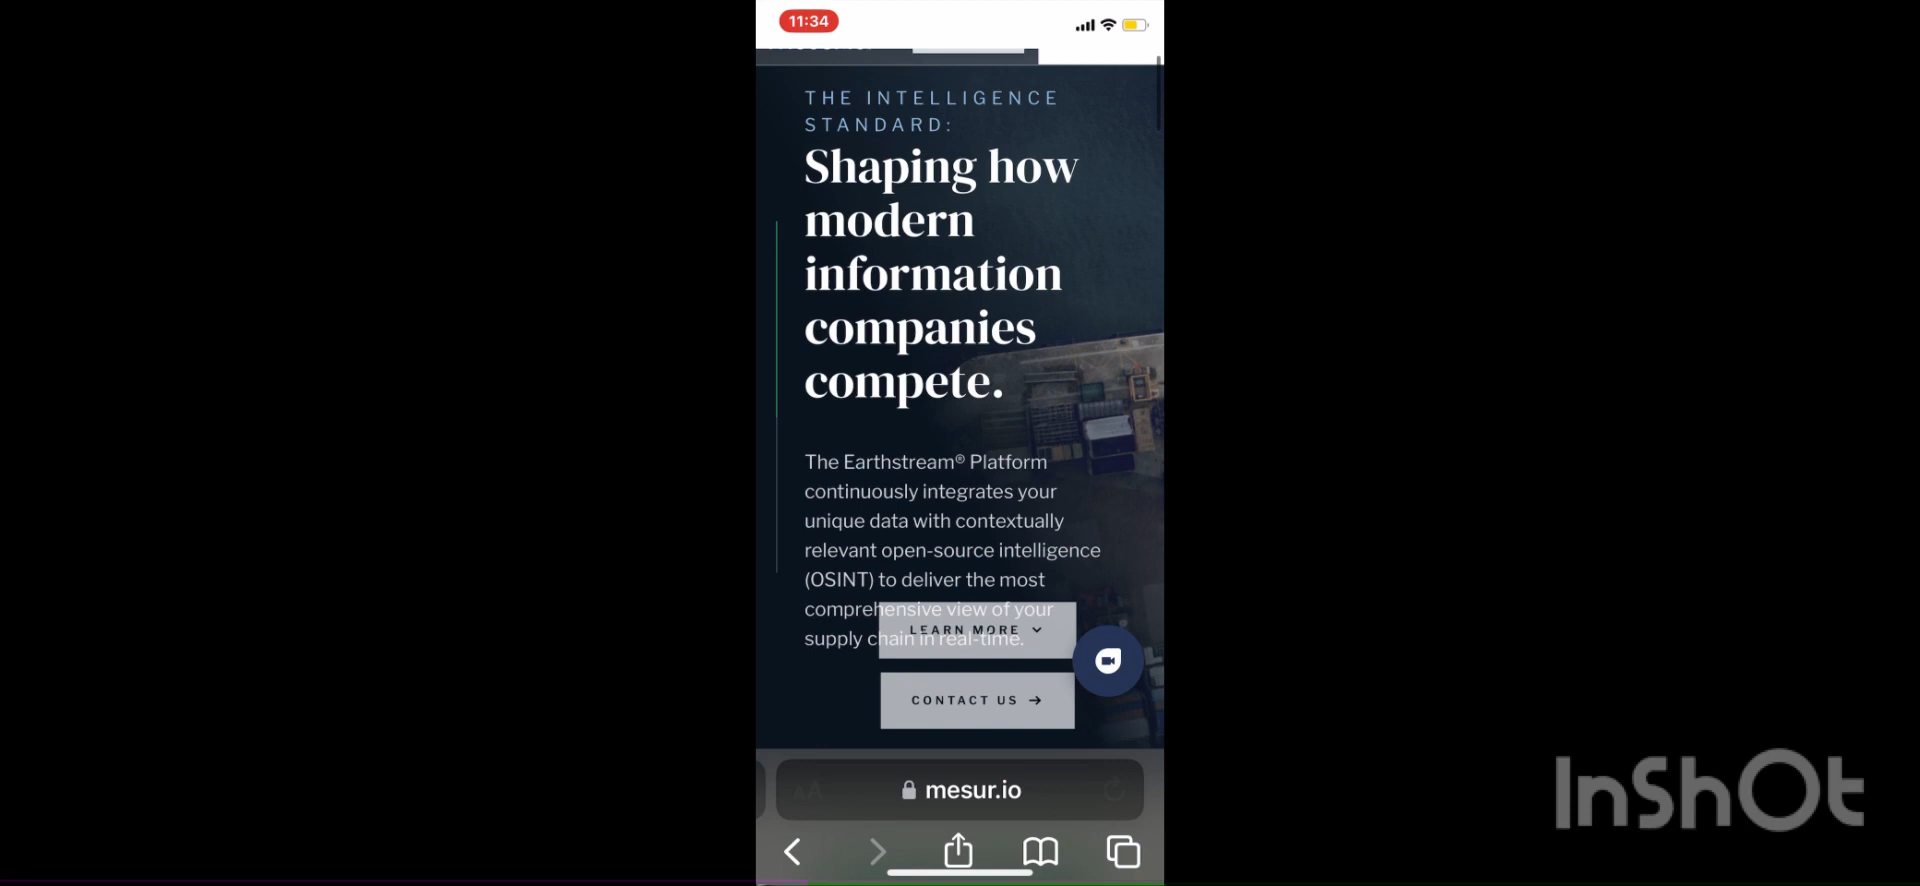 11:34
THE INTELLIGENCE
STANDARD:
Shaping how
modern
information
companies
compete.
The Earthstream® Platform
continuously integrates your
unique data with contextually
relevant open-source intelligence
(OSINT) to deliver the most
comprehensive view of your
supply chain in real-time.
LEARN MORE
CONTACT US →
AA
mesur.io
InShOt